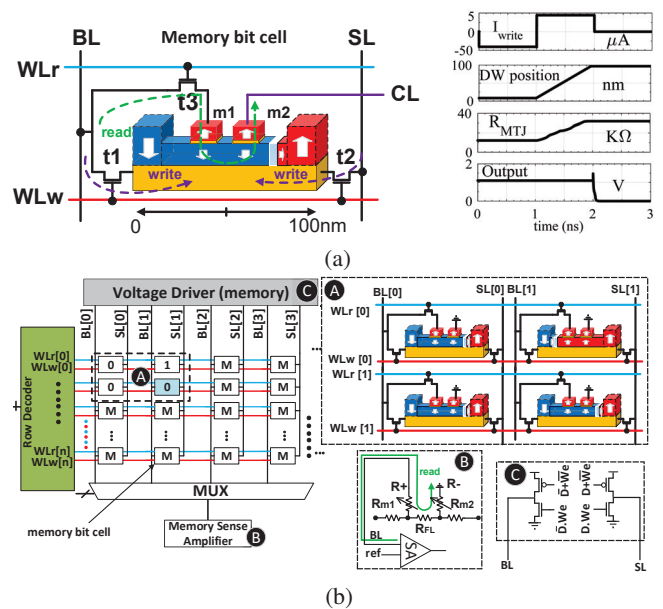 BL
Memory bit cell
SL
WLr
CL
t3
m1
m2
read
t1
t2
write
write
WLw
0
100nm
I write
5
0
-50
μA
100
DW position
nm
0
40
R MTJ
20
KΩ
0
2
Output
1
V
0
0
1
2
3
time (ns)
(a)
Voltage Driver (memory) C
BL[0]
SL[0]
BL[1]
SL[1]
BL[2]
SL[2]
BL[3]
SL[3]
Row Decoder
WLr[0]
WLw[0]
WLr[n]
WLw[n]
0 1 M M
A
0 0 M M
M M M M
M M M M
MUX
memory bit cell
Memory Sense
Amplifier
B
A
BL[0]
SL[0]
BL[1]
SL[1]
WLr [0]
WLw [0]
WLr [1]
WLw [1]
B
read
R+
R-
Rm1
Rm2
RFL
BL
ref
SA
C
D̅+W̅e̅
D+W̅e̅
D̅.We
D.We
BL
SL
(b)